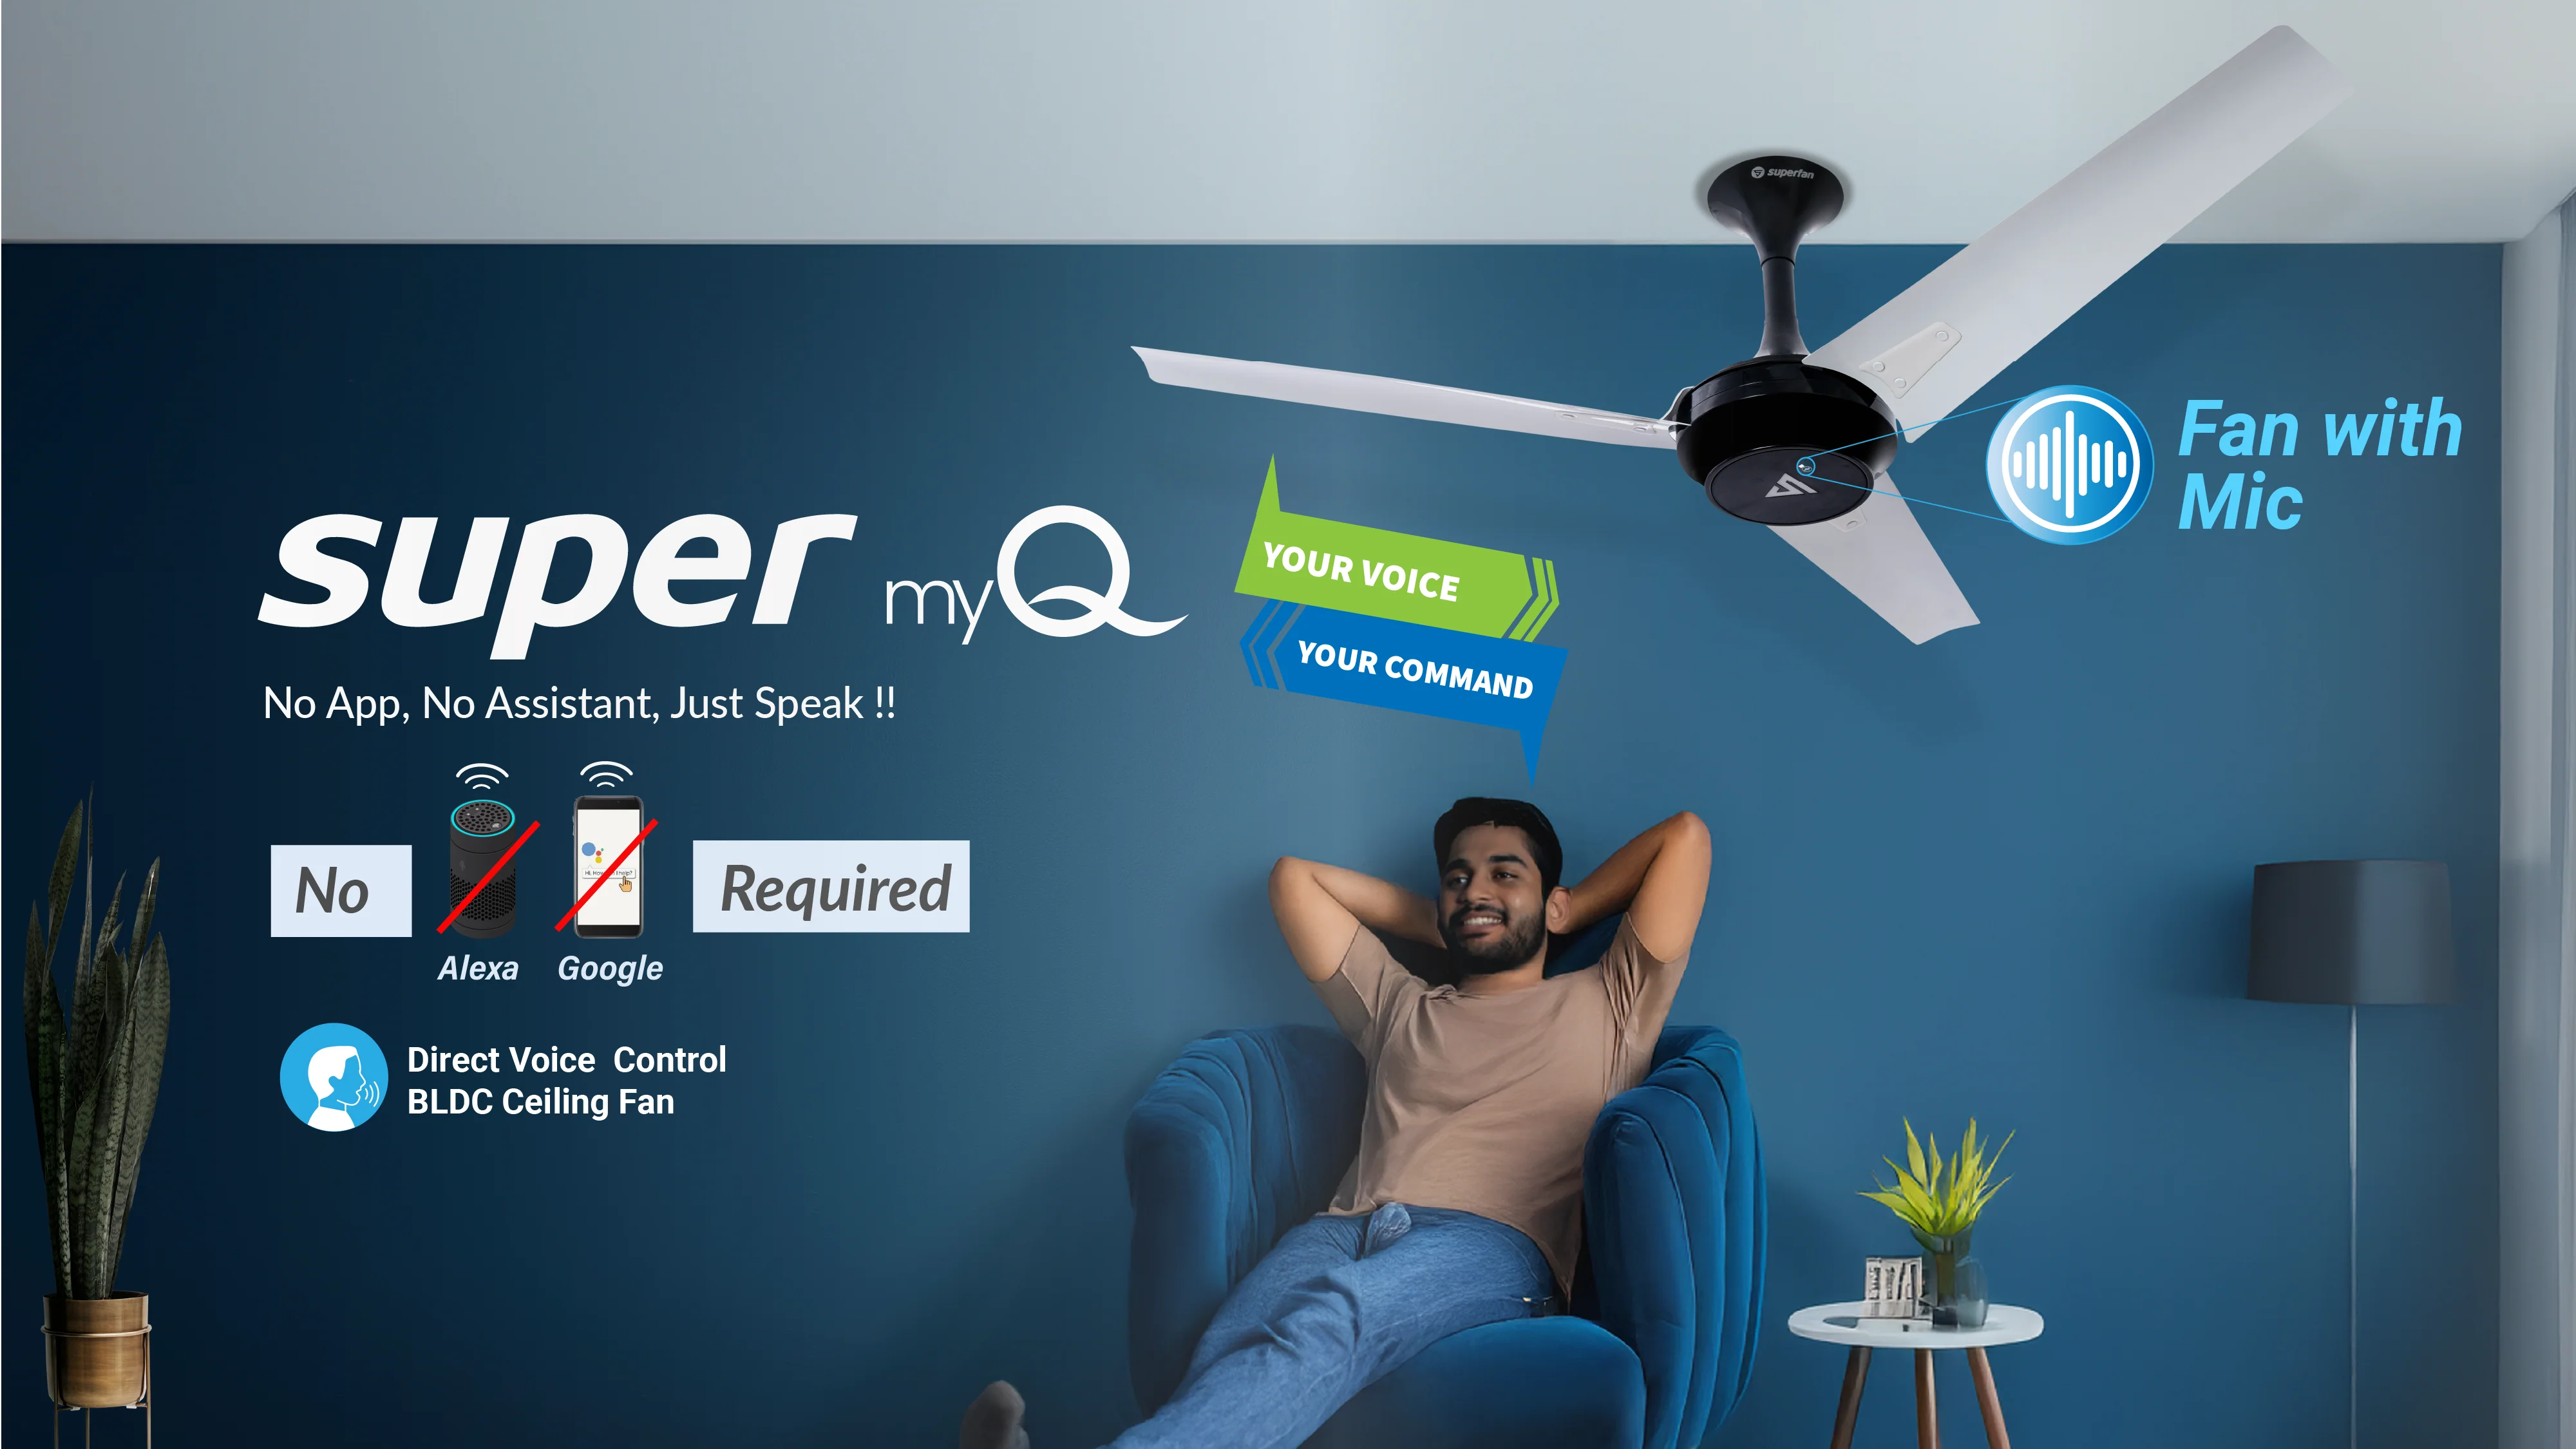 superfan
Fan with
Mic
super myQ
YOUR VOICE
YOUR COMMAND
No App, No Assistant, Just Speak !!
No
Required
Alexa
Google
Direct Voice Control
BLDC Ceiling Fan